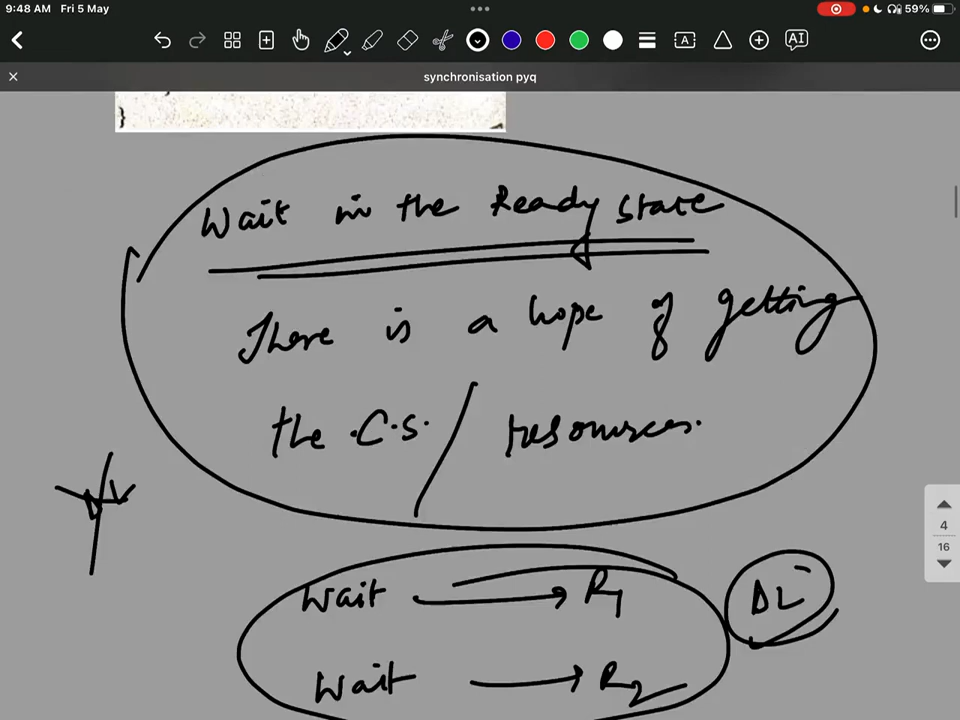 9:48 AM Fri 5 May
59%
synchronisation pyq
}
Wait in the Ready state
There is a hope of getting
the C.S. / resources.
Wait → R1
DL
Wait → R2
4
16